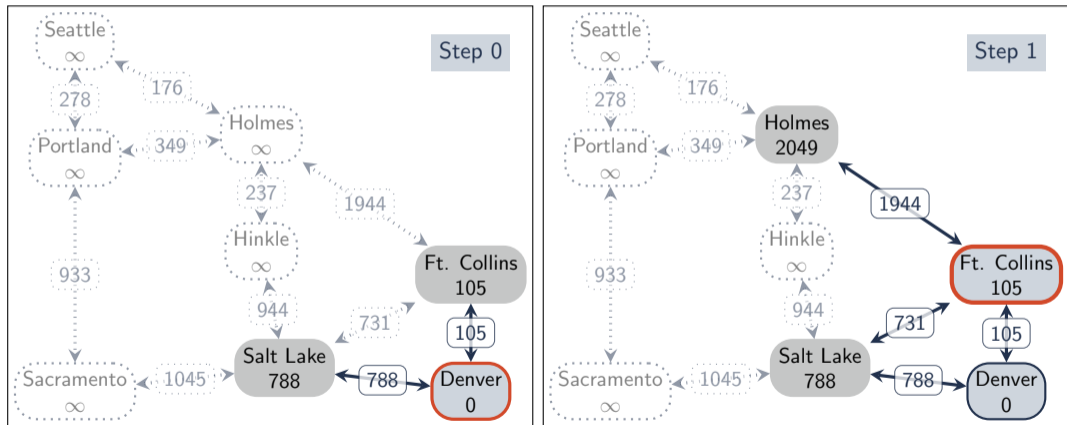 Seattle
∞
Step 0
278
176
Holmes
∞
Portland
∞
349
237
1944
Hinkle
∞
Ft. Collins
105
933
944
731
105
Salt Lake
788
Sacramento
∞
1045
788
Denver
0
Seattle
∞
Step 1
278
176
Holmes
2049
Portland
∞
349
237
1944
Hinkle
∞
Ft. Collins
105
933
944
731
105
Salt Lake
788
Sacramento
∞
1045
788
Denver
0